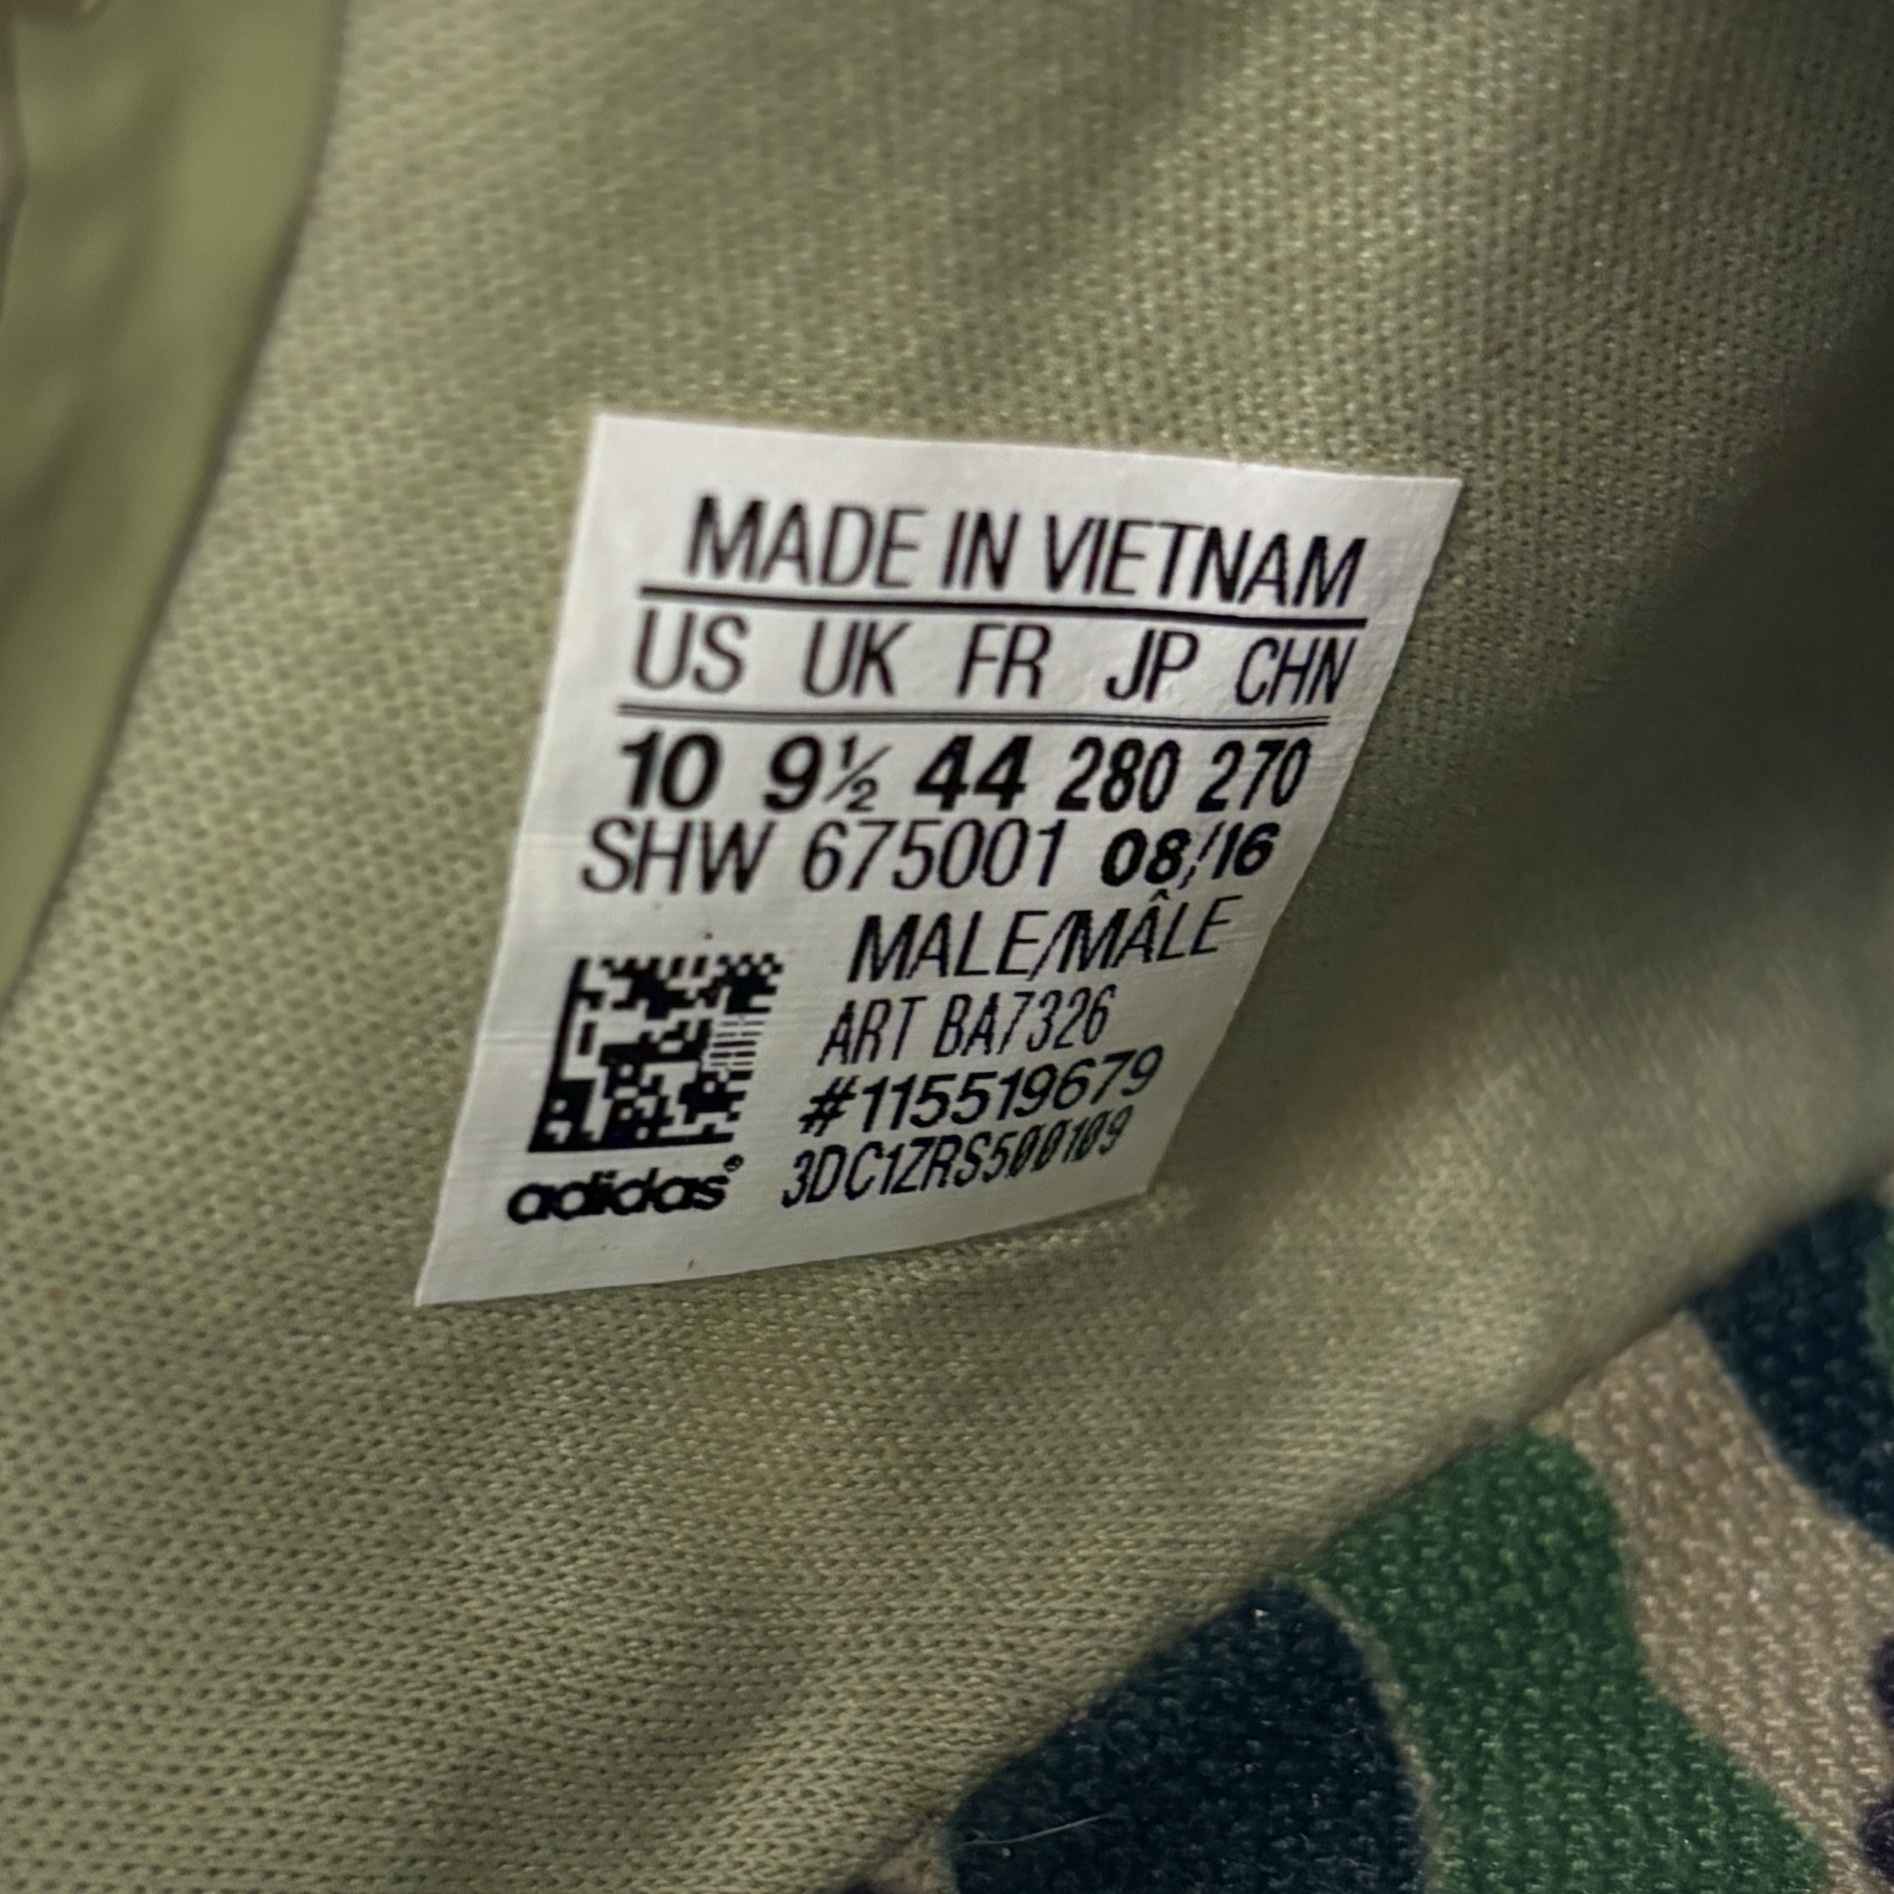 MADE IN VIETNAM
US UK FR JP CHN
10 9½ 44 280 270
SHW 675001 08/16
MALE/MÂLE
ART BA7326
#115519679
adidas® 3DC1ZRS500109